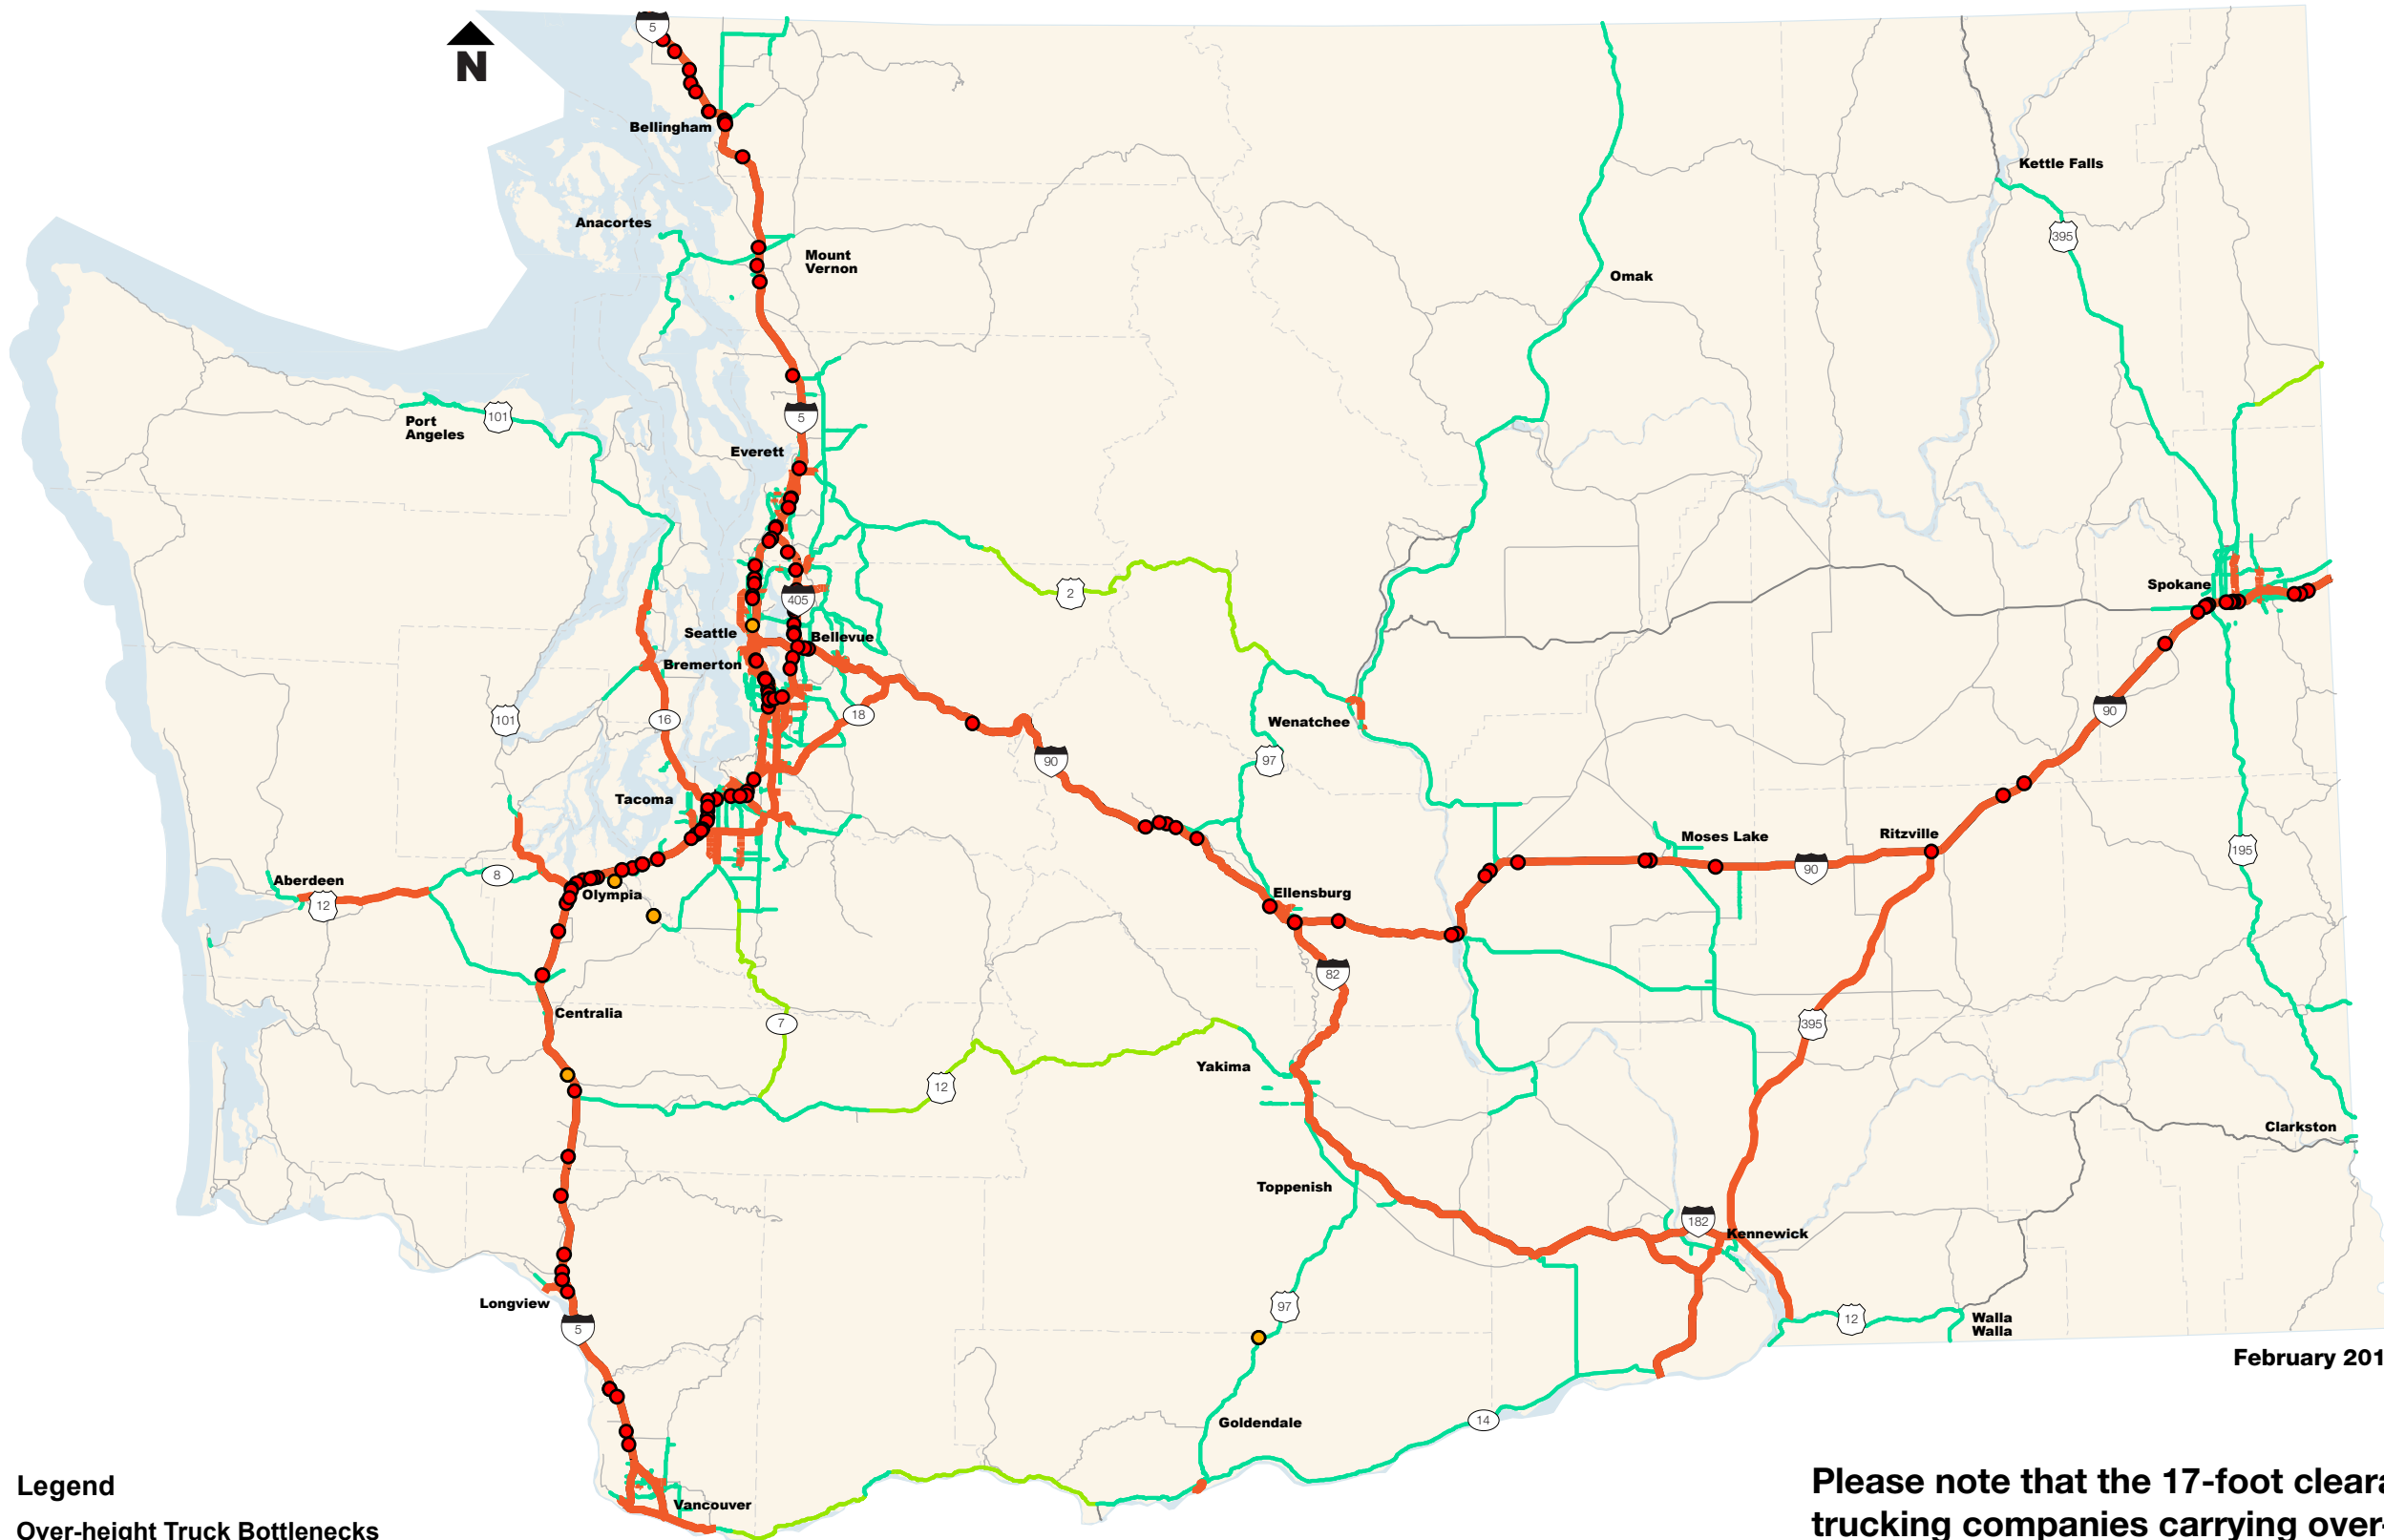 5
N
Bellingham
Kettle Falls
Anacortes
395
Mount
Vernon
Omak
5
101
Port
Angeles
Everett
Spokane
2
405
Seattle
Bellevue
Bremerton
90
101
16
18
Wenatchee
97
90
Tacoma
Moses Lake
Ritzville
195
90
8
Aberdeen
Ellensburg
Olympia
12
82
Centralia
7
395
Yakima
12
Clarkston
Toppenish
182
Kennewick
97
Longview
12
Walla
Walla
5
February 201
14
Goldendale
Legend
Please note that the 17-foot cleara
Vancouver
Over-height Truck Bottlenecks
trucking companies carrying over-